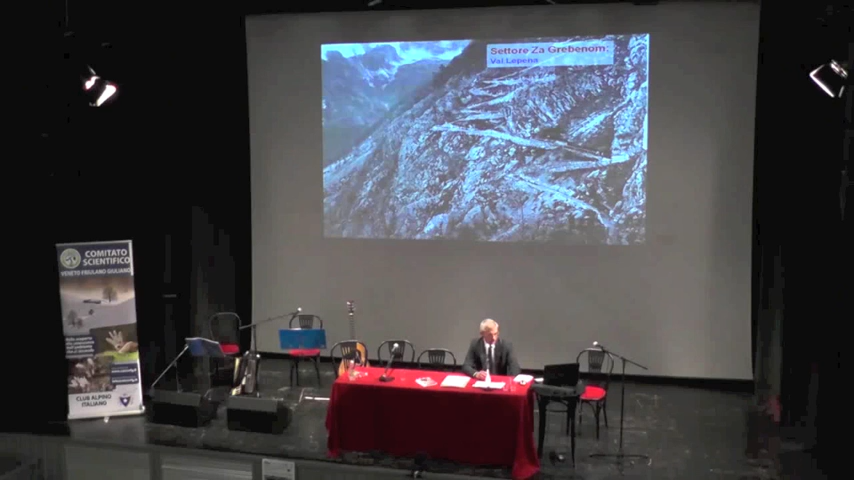 Settore Za Grebenom:
Val Lepena
COMITATO
SCIENTIFICO
VENETO FRIULANO GIULIANO
CLUB ALPINO
ITALIANO